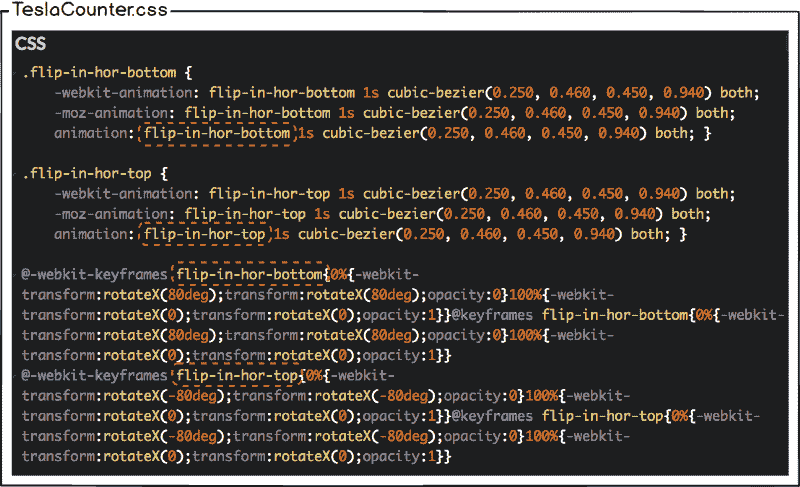 TeslaCounter.css
CSS
.flip-in-hor-bottom {
-webkit-animation: flip-in-hor-bottom 1s cubic-bezier(0.250, 0.460, 0.450, 0.940) both;
-moz-animation: flip-in-hor-bottom 1s cubic-bezier(0.250, 0.460, 0.450, 0.940) both;
animation: flip-in-hor-bottom 1s cubic-bezier(0.250, 0.460, 0.450, 0.940) both; }
.flip-in-hor-top {
-webkit-animation: flip-in-hor-top 1s cubic-bezier(0.250, 0.460, 0.450, 0.940) both;
-moz-animation: flip-in-hor-top 1s cubic-bezier(0.250, 0.460, 0.450, 0.940) both;
animation: flip-in-hor-top 1s cubic-bezier(0.250, 0.460, 0.450, 0.940) both; }
@-webkit-keyframes flip-in-hor-bottom{0%{-webkit-
transform:rotateX(80deg);transform:rotateX(80deg);opacity:0}100%{-webkit-
transform:rotateX(0);transform:rotateX(0);opacity:1}}@keyframes flip-in-hor-bottom{0%{-webkit-
transform:rotateX(80deg);transform:rotateX(80deg);opacity:0}100%{-webkit-
transform:rotateX(0);transform:rotateX(0);opacity:1}}
@-webkit-keyframes flip-in-hor-top{0%{-webkit-
transform:rotateX(-80deg);transform:rotateX(-80deg);opacity:0}100%{-webkit-
transform:rotateX(0);transform:rotateX(0);opacity:1}}@keyframes flip-in-hor-top{0%{-webkit-
transform:rotateX(-80deg);transform:rotateX(-80deg);opacity:0}100%{-webkit-
transform:rotateX(0);transform:rotateX(0);opacity:1}}